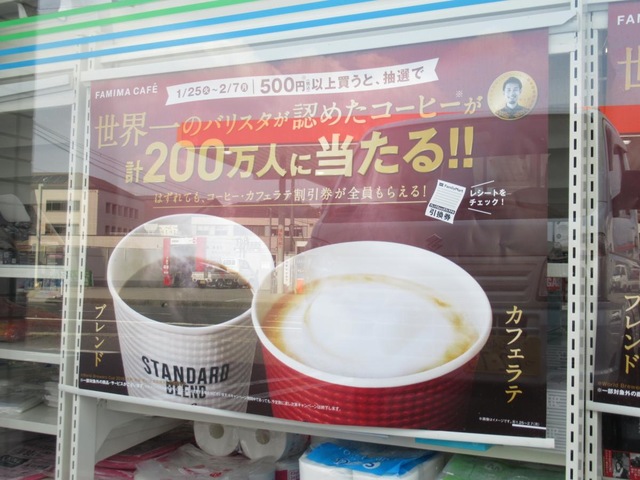 FAMIMA CAFÉ
1/25火～2/7月 500円以上買うと、抽選で
世界一のバリスタが認めたコーヒーが
計200万人に当たる!!
はずれても、コーヒー・カフェラテ割引券が全員もらえる!
FamilyMart
引換券
レシートを
チェック!
ブレンド
STANDARD
BLEND
カフェラテ